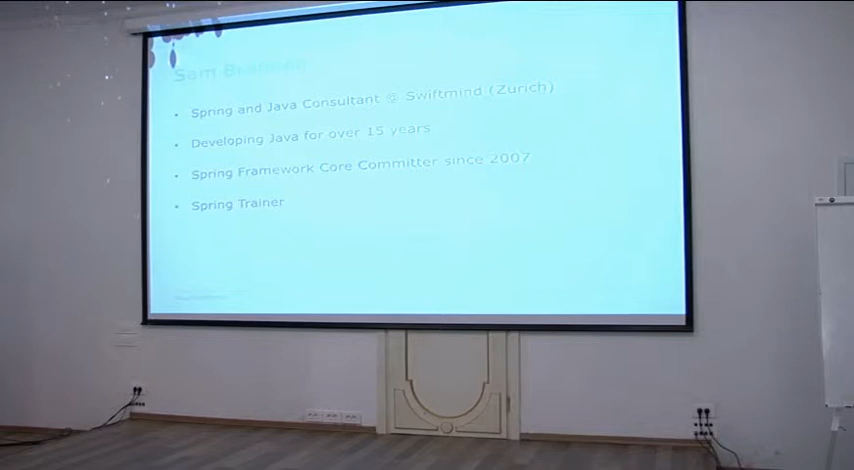 Sam Brannen
Spring and Java Consultant @ Swiftmind (Zurich)
Developing Java for over 15 years
Spring Framework Core Committer since 2007
Spring Trainer